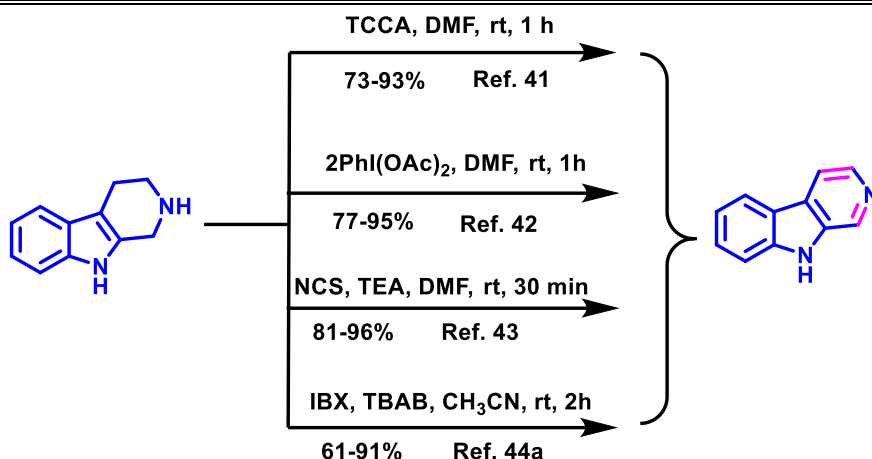 TCCA, DMF, rt, 1 h
73-93% Ref. 41
2PhI(OAc)₂, DMF, rt, 1h
77-95% Ref. 42
NH
N
H
N
N
H
NCS, TEA, DMF, rt, 30 min
81-96% Ref. 43
IBX, TBAB, CH₃CN, rt, 2h
61-91% Ref. 44a